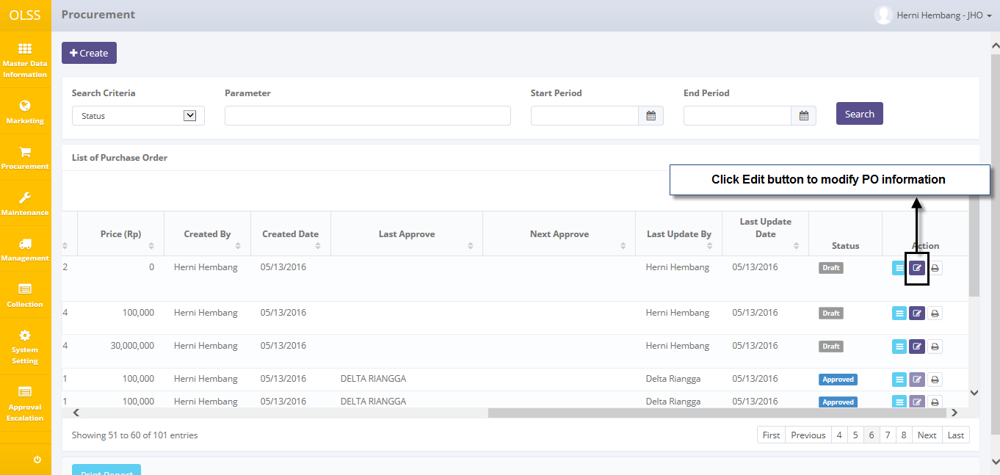 OLSS
Procurement
Herni Hembang - JHO
Master Data
Information
Marketing
Procurement
Maintenance
Management
Collection
System
Setting
Approval
Escalation
Create
Search Criteria
Parameter
Start Period
End Period
Status
Search
List of Purchase Order
Click Edit button to modify PO information
Price (Rp) Created By Created Date Last Approve Next Approve Last Update By Last Update Date Status Action
2 0 Herni Hembang 05/13/2016 Herni Hembang 05/13/2016 Draft
4 100,000 Herni Hembang 05/13/2016 Herni Hembang 05/13/2016 Draft
4 30,000,000 Herni Hembang 05/13/2016 Herni Hembang 05/13/2016 Draft
1 100,000 Herni Hembang 05/13/2016 DELTA RIANGGA Delta Riangga 05/13/2016 Approved
1 100,000 Herni Hembang 05/13/2016 DELTA RIANGGA Delta Riangga 05/13/2016 Approved
Showing 51 to 60 of 101 entries
First Previous 4 5 6 7 8 Next Last
Print Report